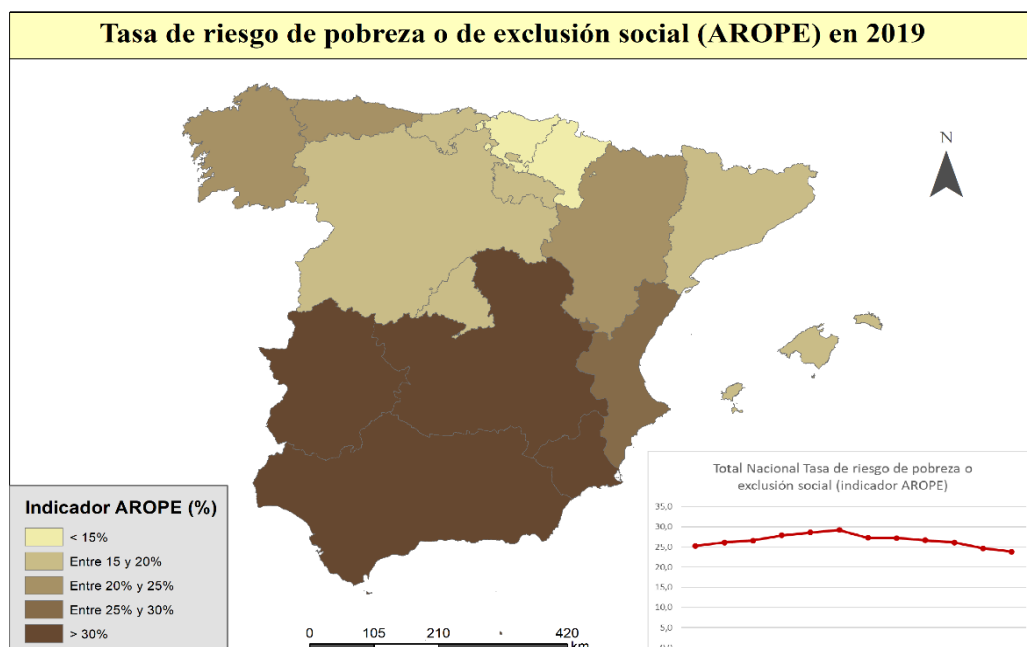 Tasa de riesgo de pobreza o de exclusión social (AROPE) en 2019
N
Indicador AROPE (%)
< 15%
Entre 15 y 20%
Entre 20% y 25%
Entre 25% y 30%
> 30%
0 105 210 420
km
Total Nacional Tasa de riesgo de pobreza o
exclusión social (indicador AROPE)
35,0
30,0
25,0
20,0
15,0
10,0
5,0